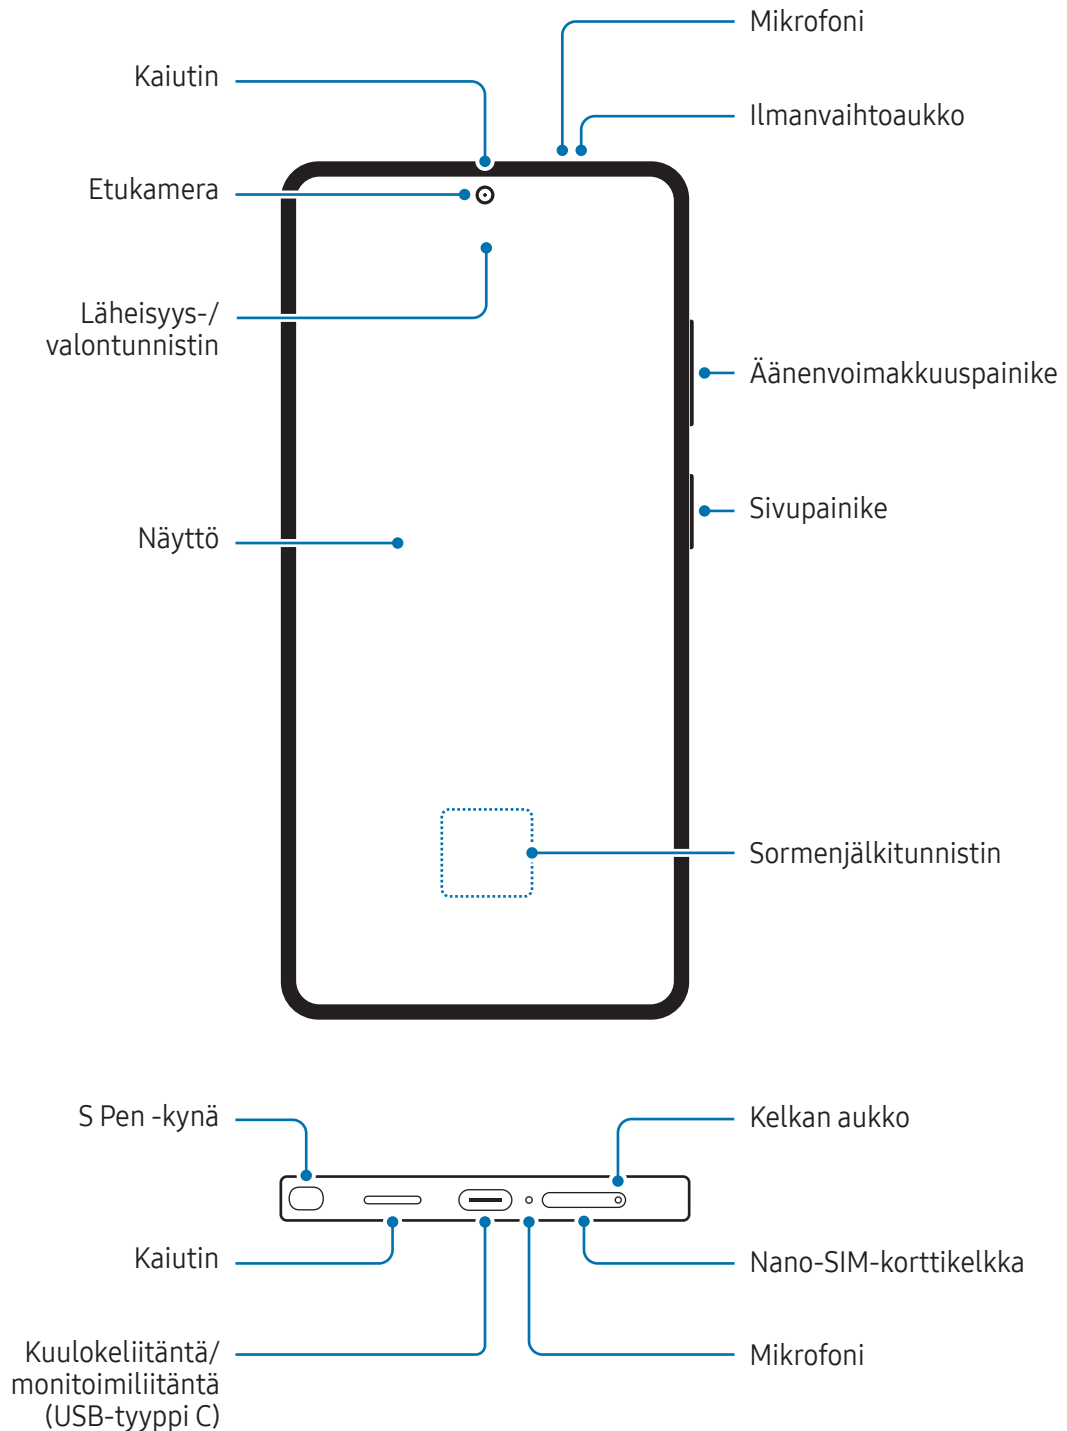 Mikrofoni
Kaiutin
Ilmanvaihtoaukko
Etukamera
Läheisyys-/
valontunnistin
Äänenvoimakkuuspainike
Sivupainike
Näyttö
Sormenjälkitunnistin
S Pen -kynä
Kelkan aukko
Kaiutin
Nano-SIM-korttikelkka
Kuulokeliitäntä/
monitoimiliitäntä
(USB-tyyppi C)
Mikrofoni